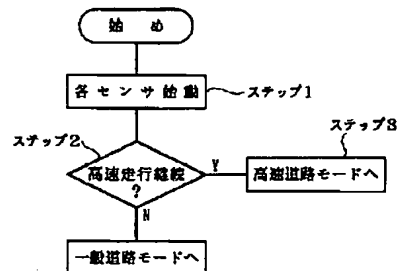 始 め
各センサ始動
ステップ1
ステップ2
ステップ3
高速走行継続
?
Y
高速道路モードへ
N
一般道路モードへ